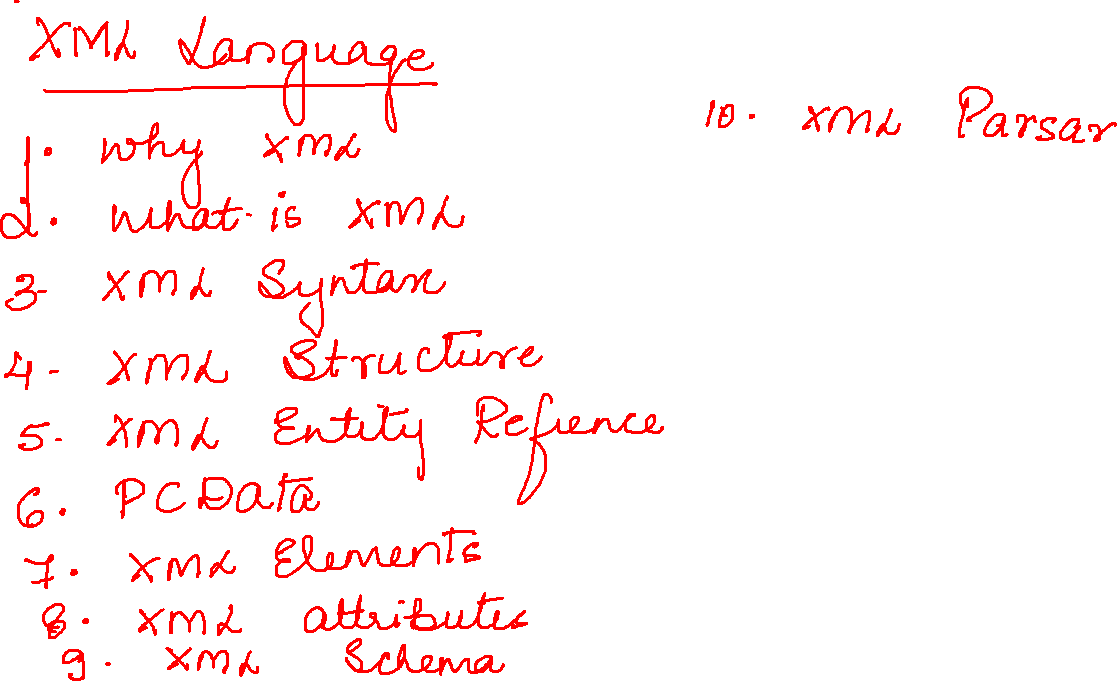 XML Language
1. why XML
2. What is XML
3- XML Syntax
4- XML Structure
5- XML Entity Refience
6. PCData
7. XML Elements
8. XML attributes
9. XML Schema
10. XML Parsar